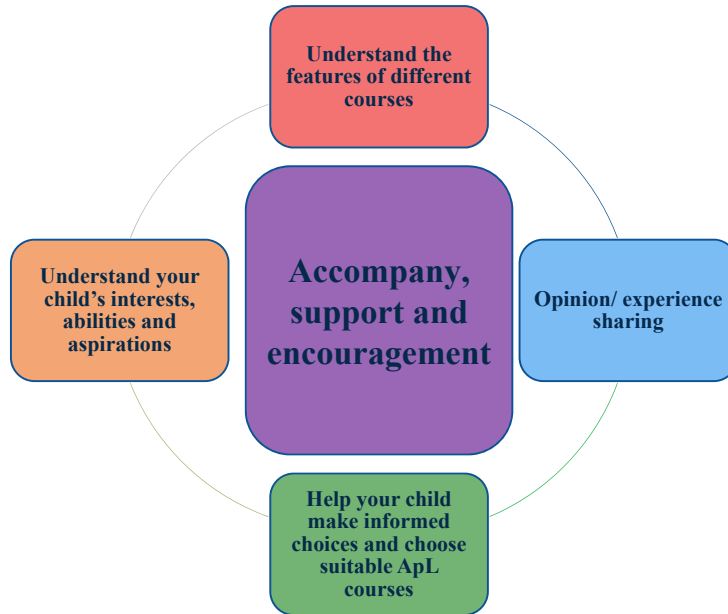 Understand the
features of different
courses
Understand your
child’s interests,
abilities and
aspirations
Accompany,
support and
encouragement
Opinion/ experience
sharing
Help your child
make informed
choices and choose
suitable ApL
courses